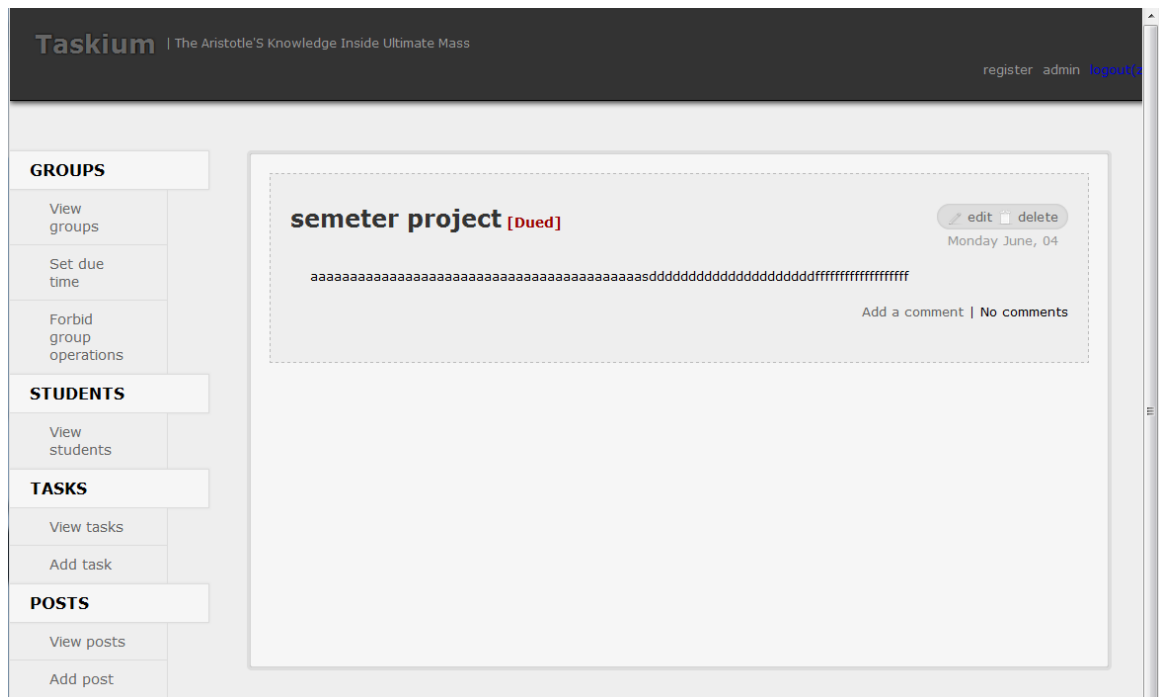 Taskium | The Aristotle'S Knowledge Inside Ultimate Mass
register admin logout(z
GROUPS
View
groups
Set due
time
Forbid
group
operations
STUDENTS
View
students
TASKS
View tasks
Add task
POSTS
View posts
Add post
semeter project [Dued]
edit delete
Monday June, 04
Add a comment | No comments